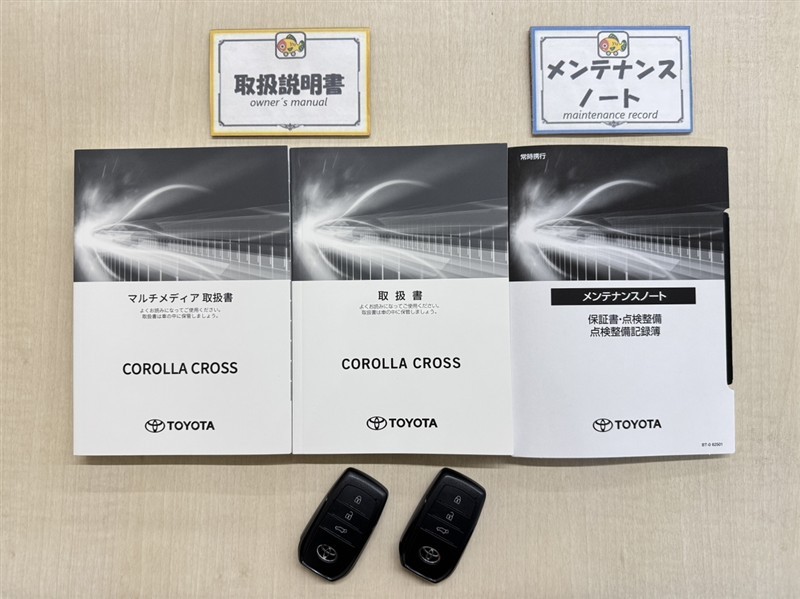 取扱説明書
owner's manual
メンテナンス
ノート
maintenance record
マルチメディア 取扱書
よくお読みになってご使用ください。
取扱書は車の中に保管しましょう。
COROLLA CROSS
TOYOTA
取扱書
よくお読みになってご使用ください。
取扱書は車の中に保管しましょう。
COROLLA CROSS
TOYOTA
常時携行
メンテナンスノート
保証書・点検整備
点検整備記録簿
TOYOTA